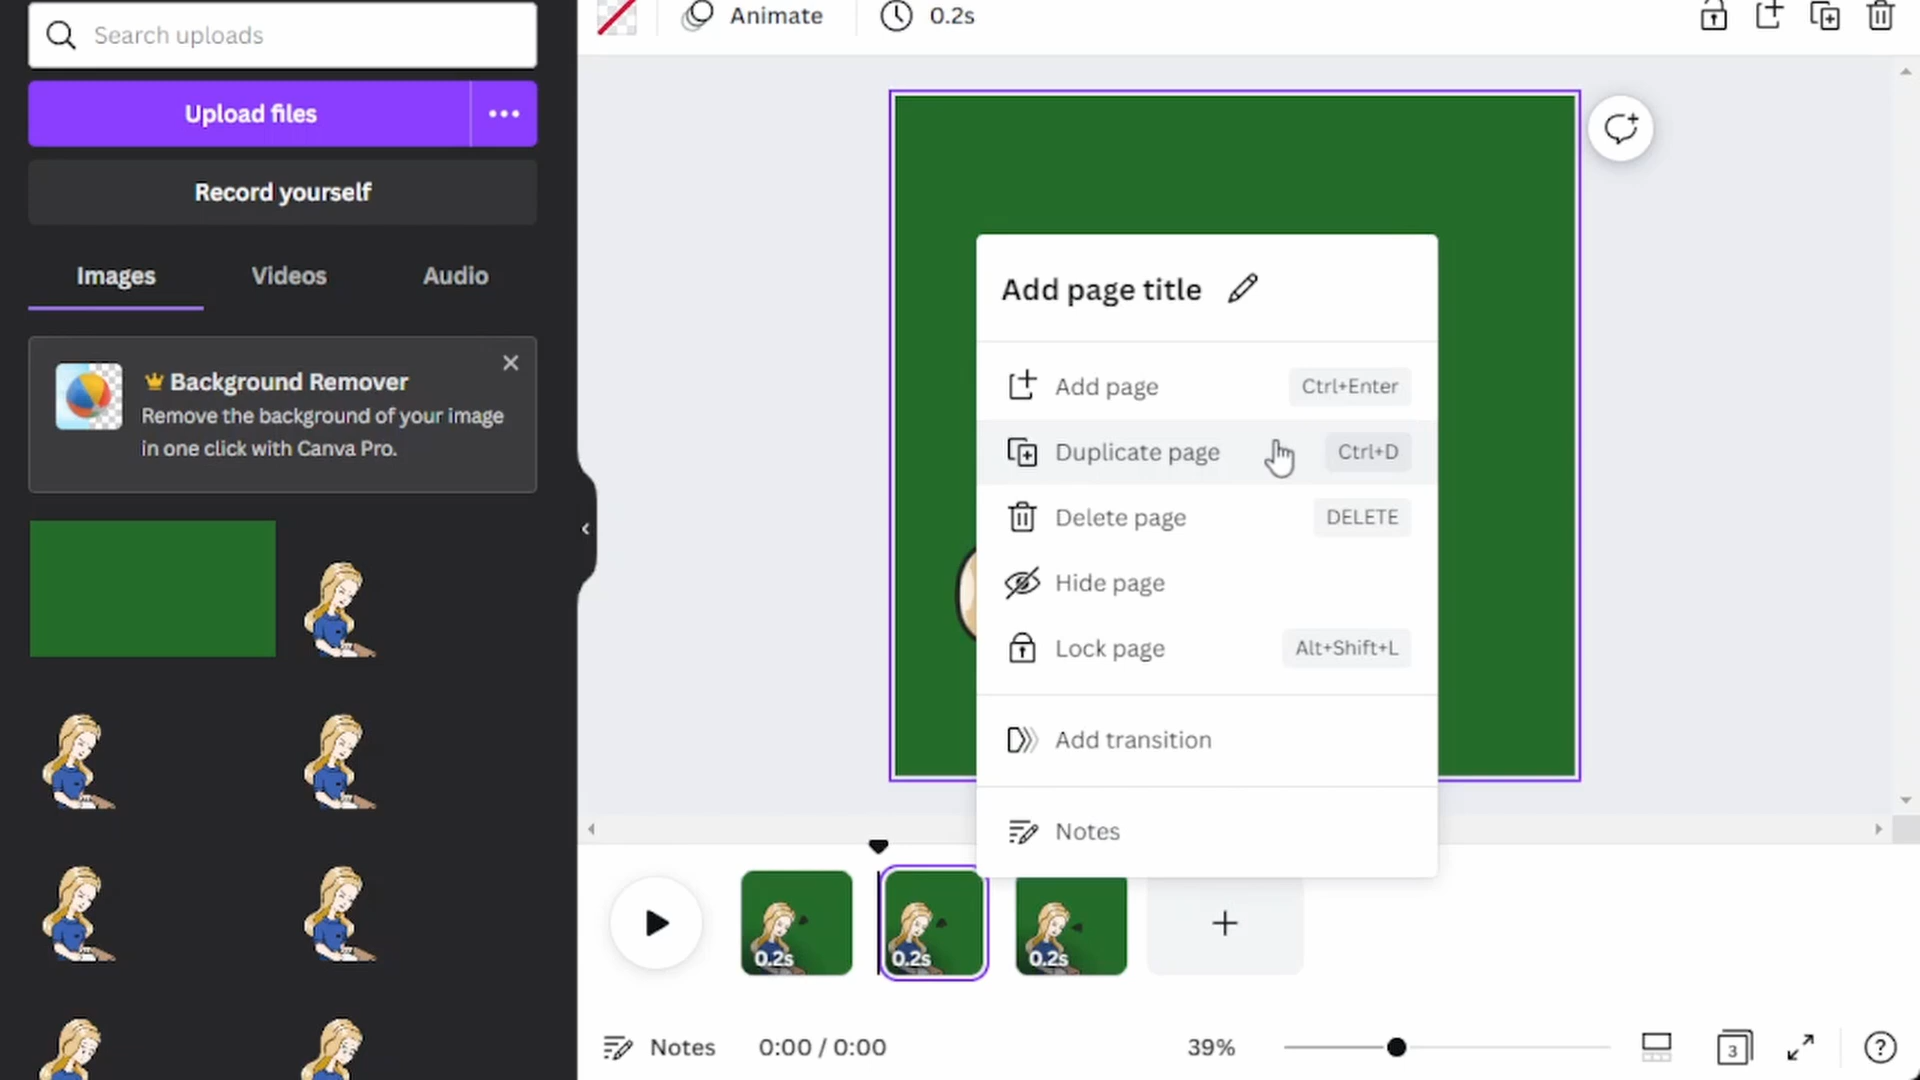 Search uploads
Upload files
Record yourself
Images Videos Audio
Background Remover
Remove the background of your image
in one click with Canva Pro.
Animate 0.2s
Add page title
Add page Ctrl+Enter
Duplicate page Ctrl+D
Delete page DELETE
Hide page
Lock page Alt+Shift+L
Add transition
Notes
0.2s 0.2s 0.2s
Notes 0:00 / 0:00 39% 3 ?